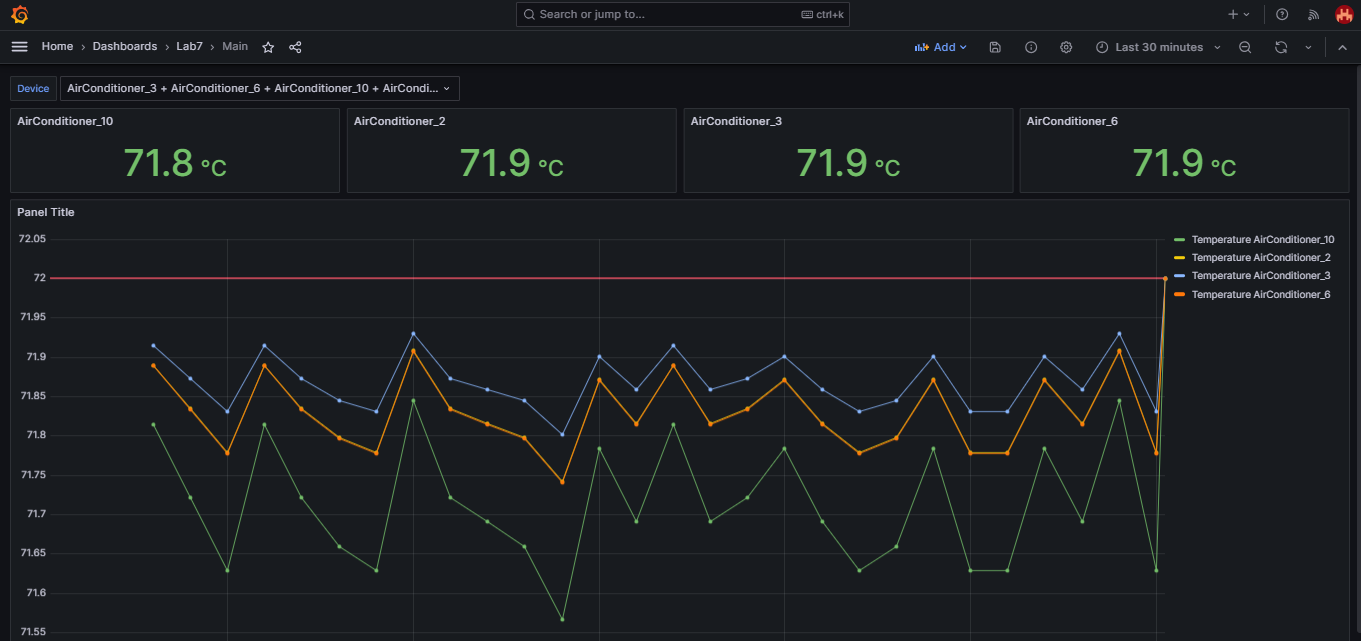 Search or jump to... ctrl+k
Home › Dashboards › Lab7 › Main Add Last 30 minutes
Device AirConditioner_3 + AirConditioner_6 + AirConditioner_10 + AirCondi...
AirConditioner_10 AirConditioner_2 AirConditioner_3 AirConditioner_6
71.8 °C 71.9 °C 71.9 °C 71.9 °C
Panel Title
72.05
72
71.95
71.9
71.85
71.8
71.75
71.7
71.65
71.6
71.55
Temperature AirConditioner_10
Temperature AirConditioner_2
Temperature AirConditioner_3
Temperature AirConditioner_6